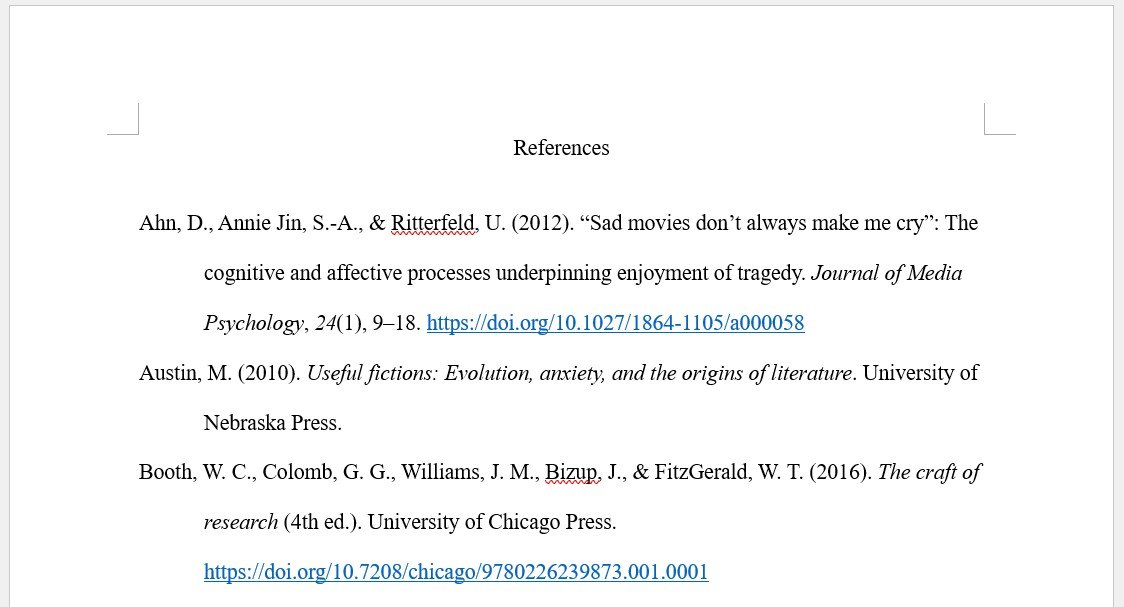 References
Ahn, D., Annie Jin, S.-A., & Ritterfeld, U. (2012). “Sad movies don’t always make me cry”: The
cognitive and affective processes underpinning enjoyment of tragedy. Journal of Media
Psychology, 24(1), 9–18. https://doi.org/10.1027/1864-1105/a000058
Austin, M. (2010). Useful fictions: Evolution, anxiety, and the origins of literature. University of
Nebraska Press.
Booth, W. C., Colomb, G. G., Williams, J. M., Bizup, J., & FitzGerald, W. T. (2016). The craft of
research (4th ed.). University of Chicago Press.
https://doi.org/10.7208/chicago/9780226239873.001.0001